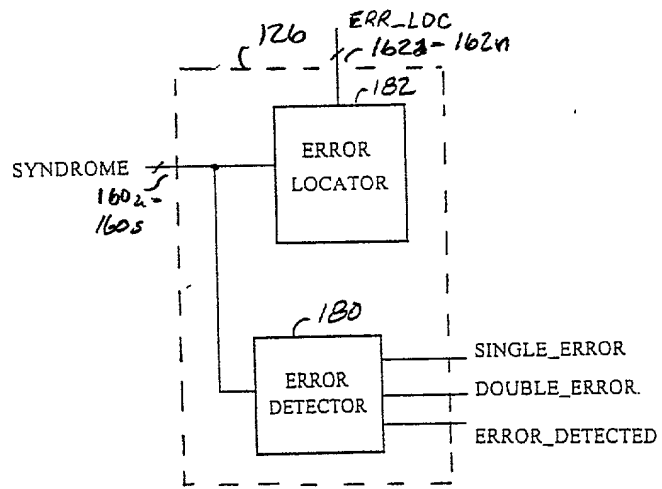 ERR_LOC
126
162a-162n
182
ERROR
LOCATOR
SYNDROME
160a-
160s
180
ERROR
DETECTOR
SINGLE_ERROR
DOUBLE_ERROR.
ERROR_DETECTED